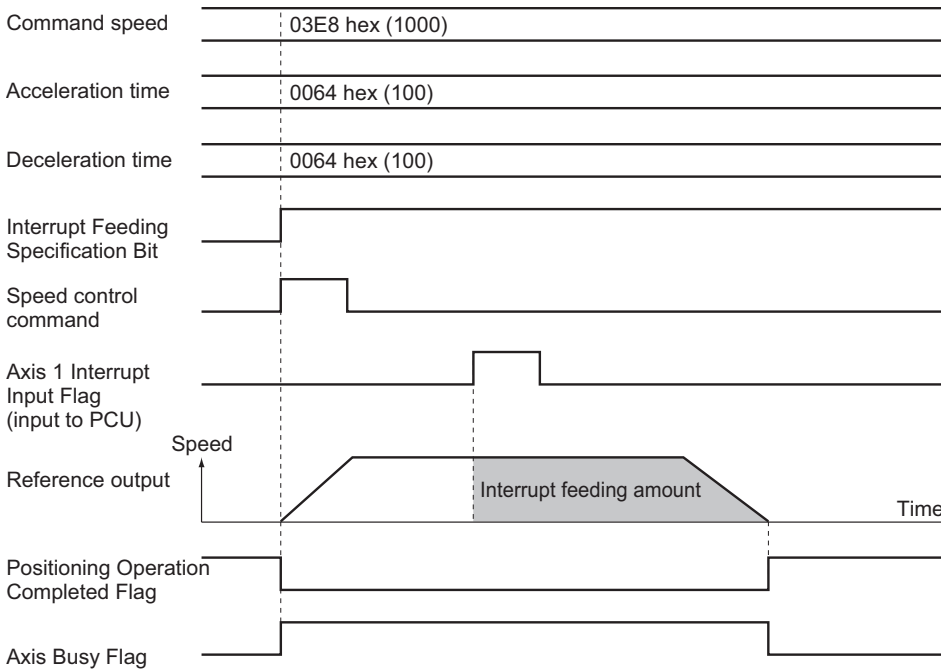 Command speed
03E8 hex (1000)
Acceleration time
0064 hex (100)
Deceleration time
0064 hex (100)
Interrupt Feeding
Specification Bit
Speed control
command
Axis 1 Interrupt
Input Flag
(input to PCU)
Speed
Reference output
Interrupt feeding amount
Time
Positioning Operation
Completed Flag
Axis Busy Flag